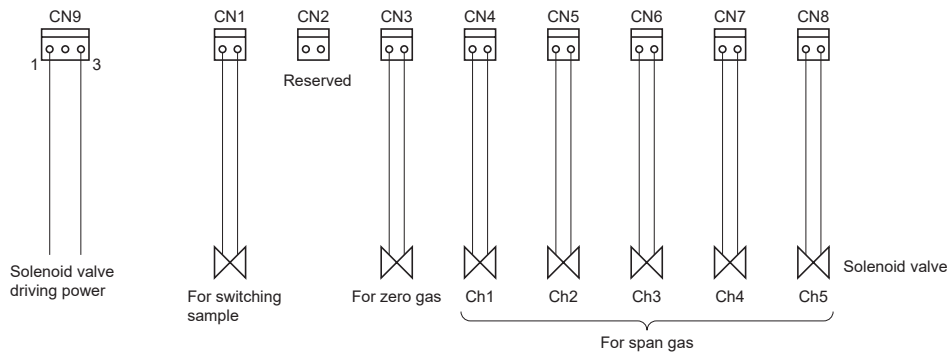 CN9 CN1 CN2 CN3 CN4 CN5 CN6 CN7 CN8
1 3
Reserved
Solenoid valve
driving power
For switching
sample
For zero gas
Ch1 Ch2 Ch3 Ch4 Ch5
Solenoid valve
For span gas